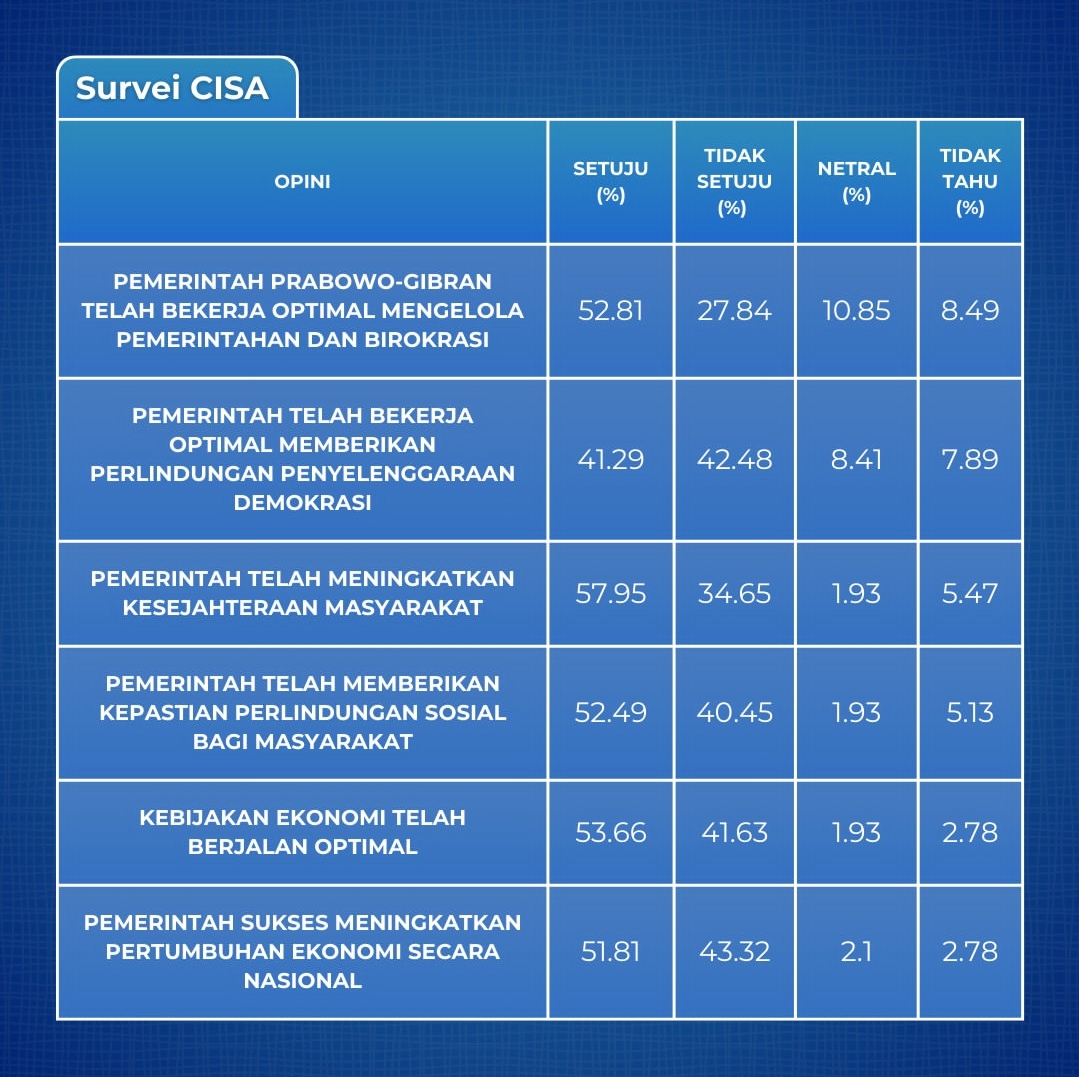 Survei CISA
OPINI
SETUJU
(%)
TIDAK
SETUJU
(%)
NETRAL
(%)
TIDAK
TAHU
(%)
PEMERINTAH PRABOWO-GIBRAN
TELAH BEKERJA OPTIMAL MENGELOLA
PEMERINTAHAN DAN BIROKRASI
52.81
27.84
10.85
8.49
PEMERINTAH TELAH BEKERJA
OPTIMAL MEMBERIKAN
PERLINDUNGAN PENYELENGGARAAN
DEMOKRASI
41.29
42.48
8.41
7.89
PEMERINTAH TELAH MENINGKATKAN
KESEJAHTERAAN MASYARAKAT
57.95
34.65
1.93
5.47
PEMERINTAH TELAH MEMBERIKAN
KEPASTIAN PERLINDUNGAN SOSIAL
BAGI MASYARAKAT
52.49
40.45
1.93
5.13
KEBIJAKAN EKONOMI TELAH
BERJALAN OPTIMAL
53.66
41.63
1.93
2.78
PEMERINTAH SUKSES MENINGKATKAN
PERTUMBUHAN EKONOMI SECARA
NASIONAL
51.81
43.32
2.1
2.78